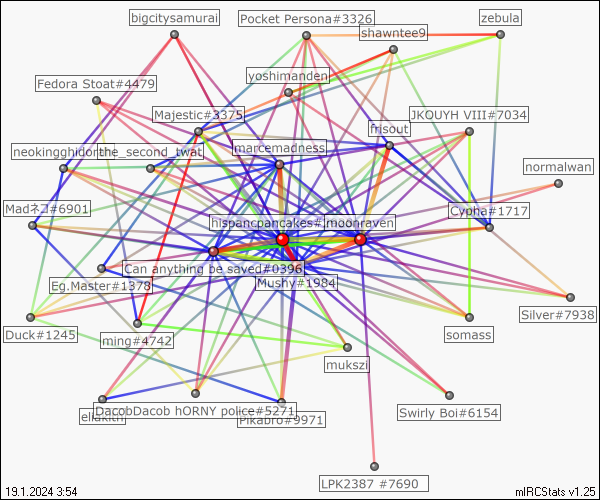 bigcitysamurai
Pocket Persona#3326
zebula
shawntee9
yoshimanden
Fedora Stoat#4479
Majestic#3375
JKOUYH VIII#7034
frisout
marcemadness
the_second_twat
normalwan
Madネコ#6901
Cypha#1717
hispancpancakes#
moonraven
Can anything be saved#0396
Mushy#1984
Eg.Master#1378
Silver#7938
Duck#1245
ming#4742
somass
mukszi
DacobDacob hORNY police#5271
Pikabro#9971
Swirly Boi#6154
LPK2387 #7690
19.1.2024 3:54
mIRCStats v1.25